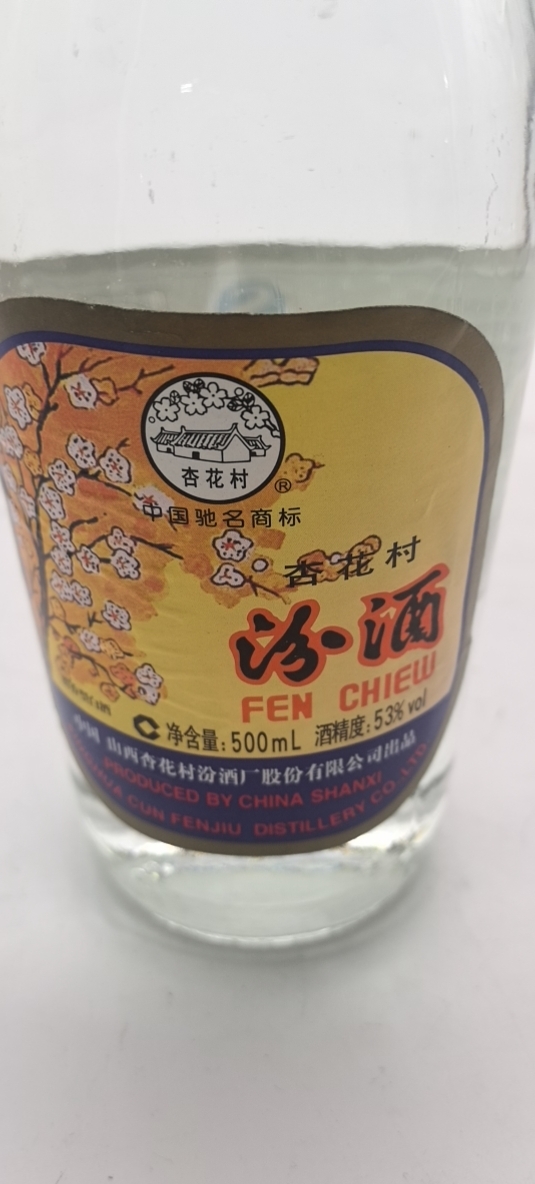 杏花村
®
中国驰名商标
杏花村
汾酒
FEN CHIEW
C 净含量:500mL 酒精度:53%vol
中国 山西杏花村汾酒厂股份有限公司出品
PRODUCED BY CHINA SHANXI
CUN FENJIU DISTILLERY CO.,LTD